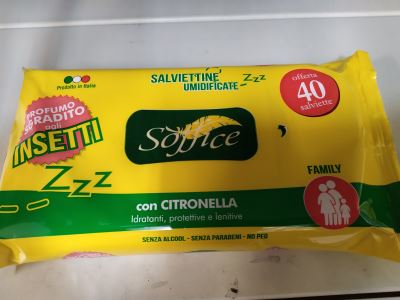 Prodotto in Italia
SALVIETTINE
UMIDIFICATE
Zzz
offerta
40
salviette
PROFUMO
SGRADITO
agli
INSETTI
Zzz
Soffice
FAMILY
con CITRONELLA
Idratanti, protettive e lenitive
SENZA ALCOOL - SENZA PARABENI - NO PEG